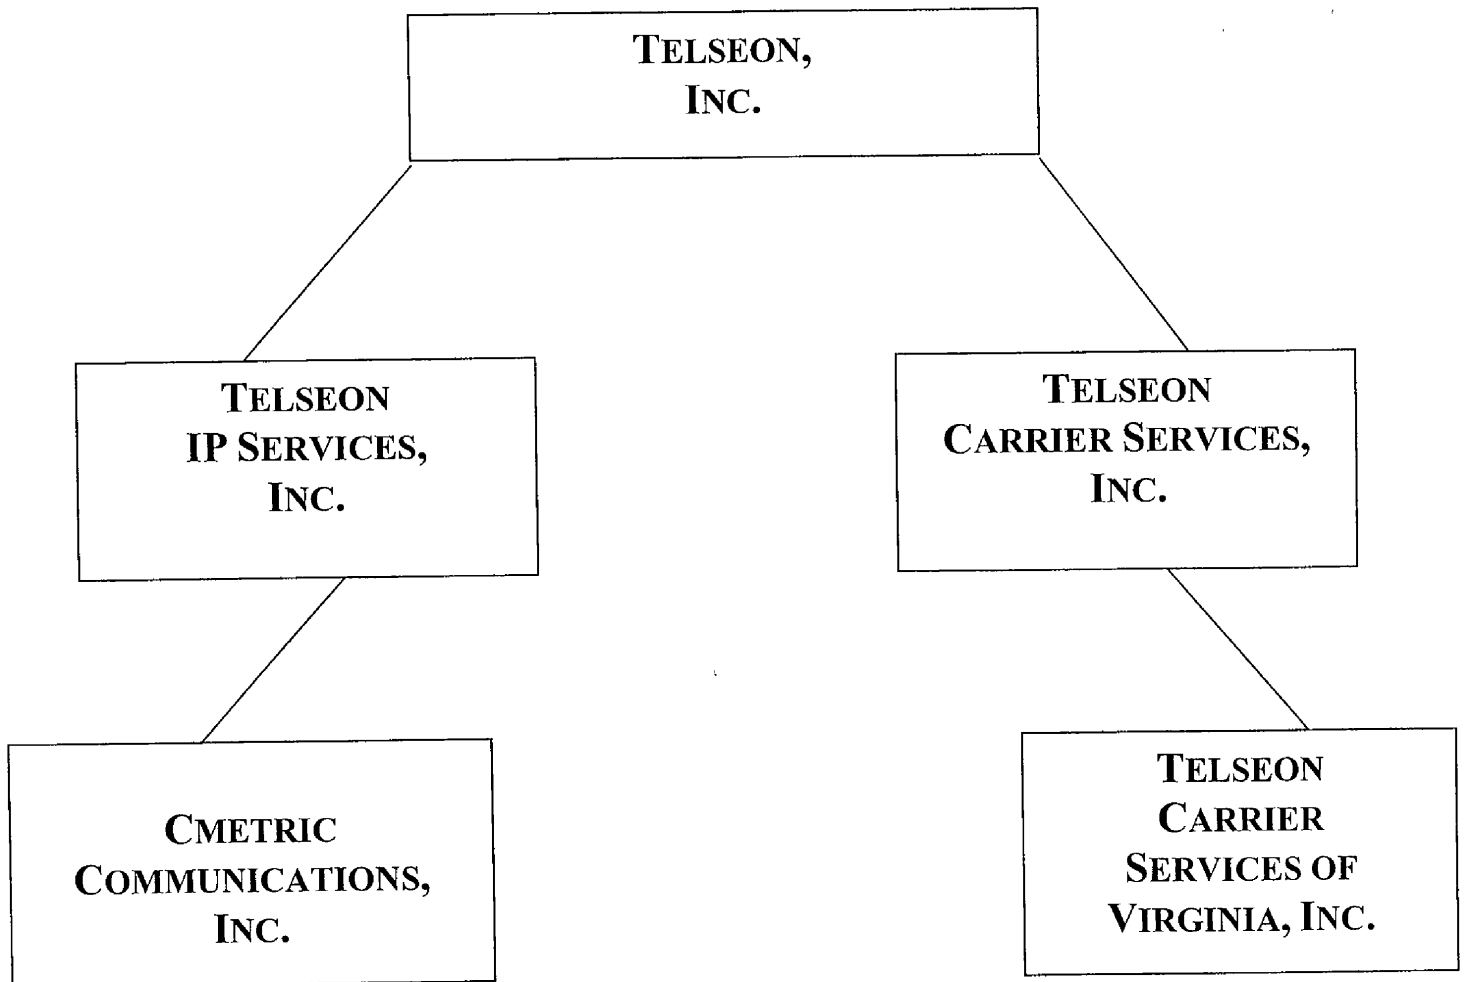 TELSEON,
INC.
TELSEON
IP SERVICES,
INC.
TELSEON
CARRIER SERVICES,
INC.
CMETRIC
COMMUNICATIONS,
INC.
TELSEON
CARRIER
SERVICES OF
VIRGINIA, INC.